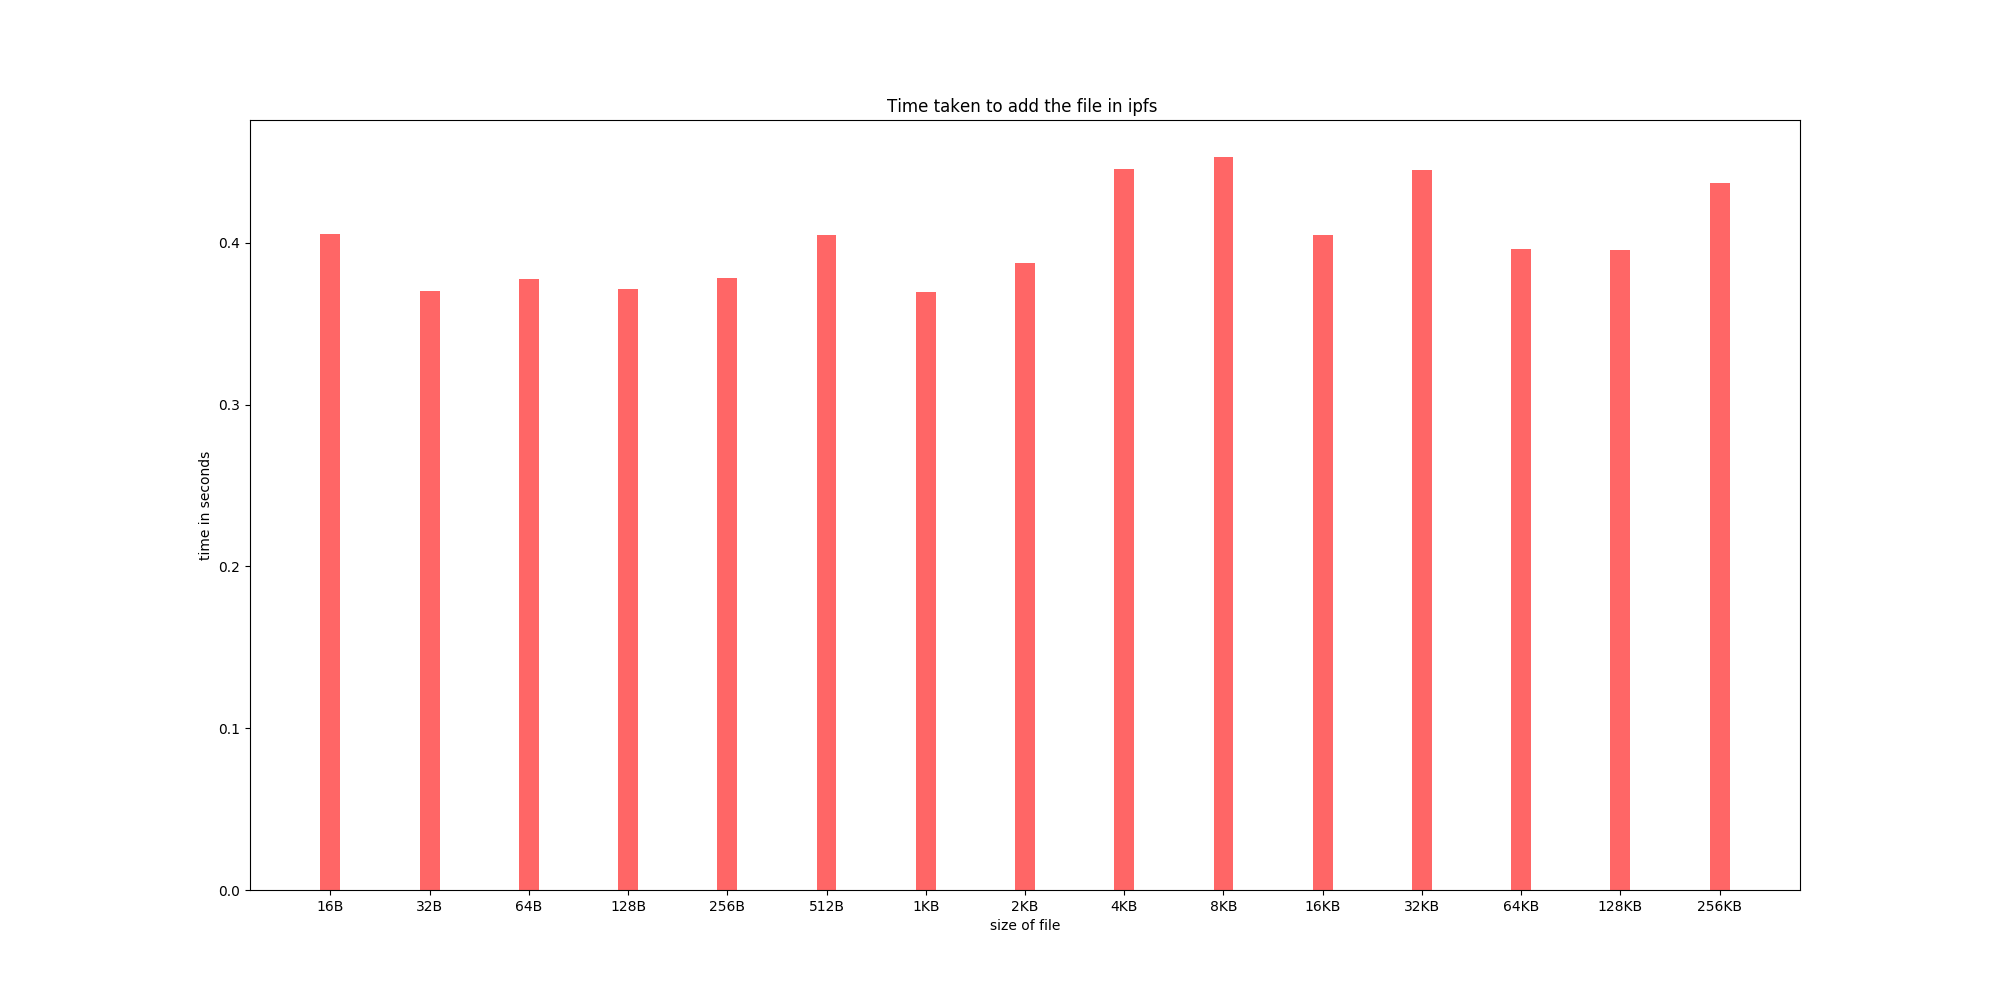 Time taken to add the file in ipfs
time in seconds
0.4
0.3
0.2
0.1
0.0
16B 32B 64B 128B 256B 512B 1KB 2KB 4KB 8KB 16KB 32KB 64KB 128KB 256KB
size of file